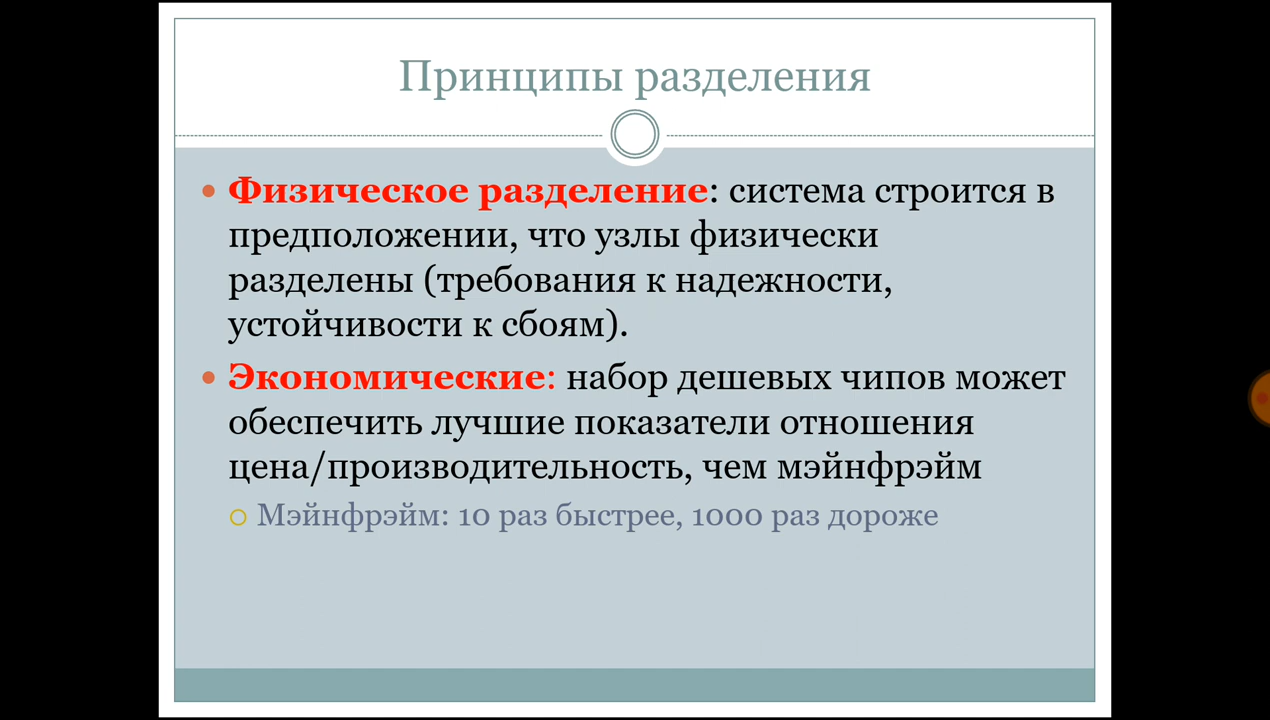 Принципы разделения
Физическое разделение: система строится в
предположении, что узлы физически
разделены (требования к надежности,
устойчивости к сбоям).
Экономические: набор дешевых чипов может
обеспечить лучшие показатели отношения
цена/производительность, чем мэйнфрэйм
Мэйнфрэйм: 10 раз быстрее, 1000 раз дороже